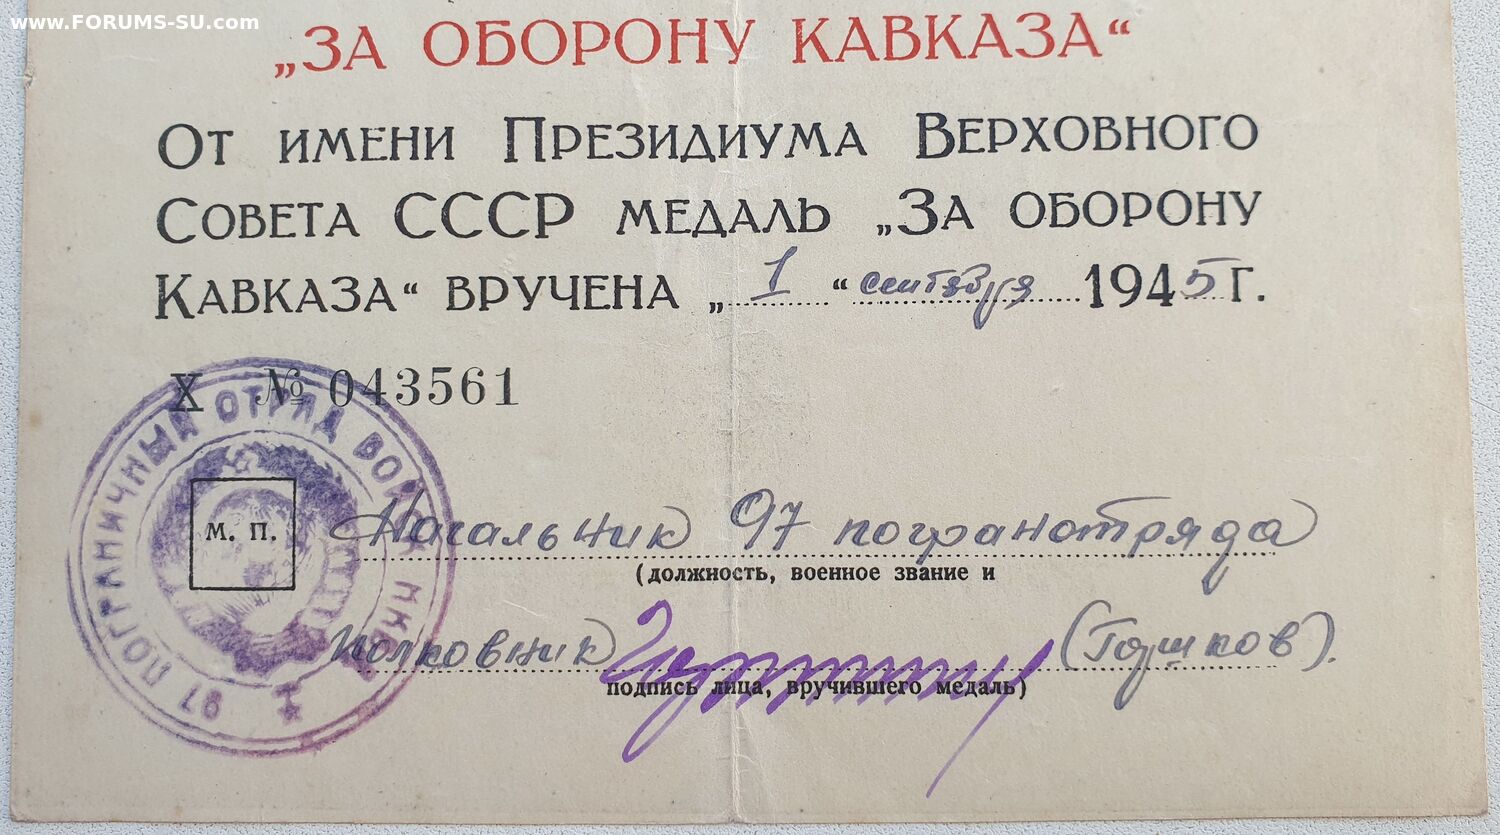 www.FORUMS-SU.com
„ЗА ОБОРОНУ КАВКАЗА“
От имени Президиума Верховного
Совета СССР медаль „За оборону
Кавказа“ вручена „1“ сентября 1945 г.
X № 043561
97 ПОГРАНИЧНЫЙ ОТРЯД ВОЙСК НКВД
М. П.
Начальник 97 погранотряда
(должность, военное звание и
Полковник (Горшков).
подпись лица, вручившего медаль)